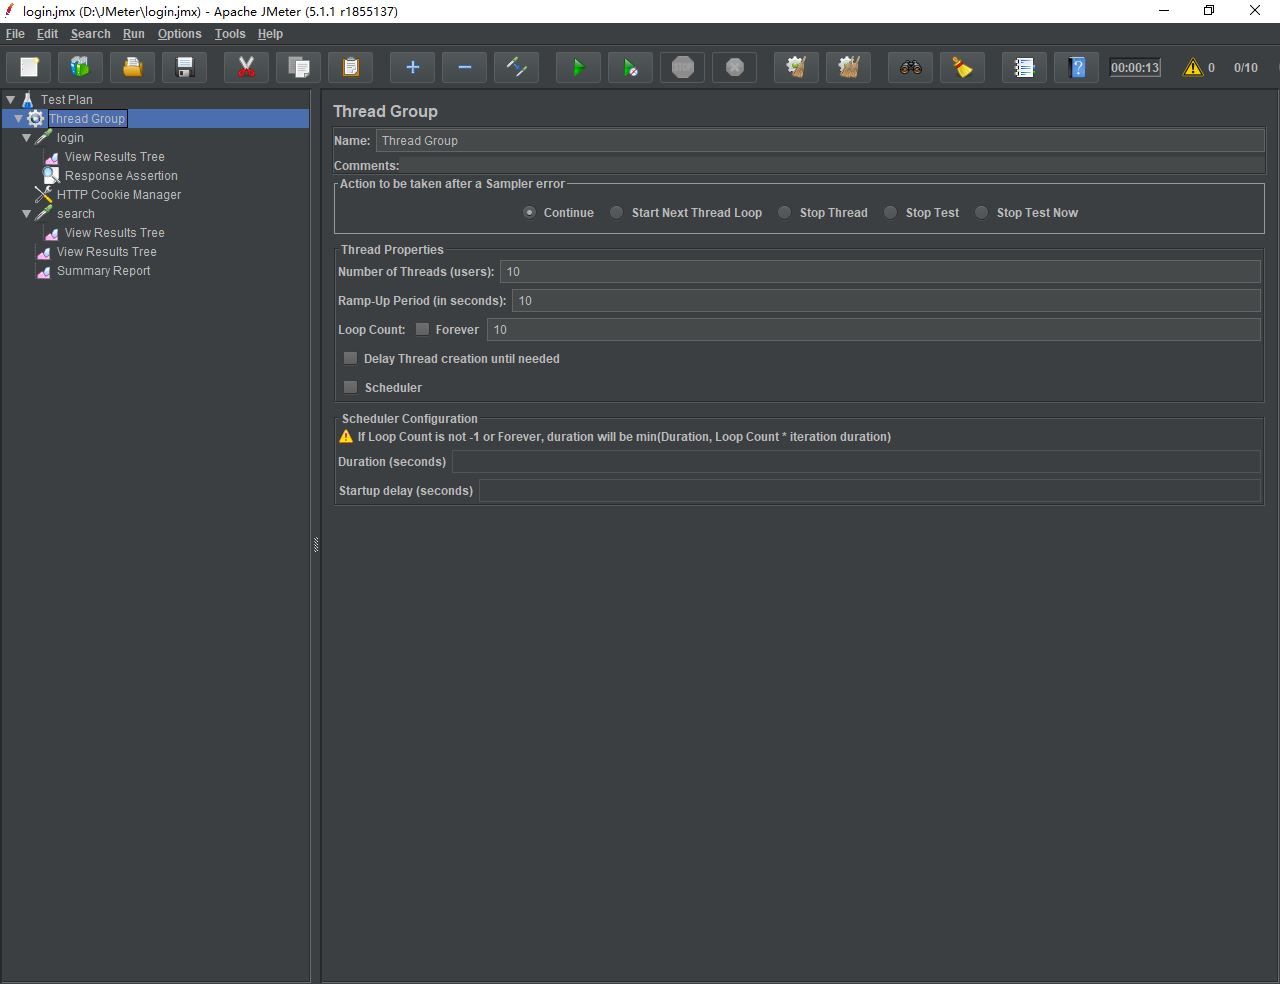 login.jmx (D:\JMeter\login.jmx) - Apache JMeter (5.1.1 r1855137)
File Edit Search Run Options Tools Help
STOP 00:00:13 0 0/10
Test Plan
Thread Group
login
View Results Tree
Response Assertion
HTTP Cookie Manager
search
View Results Tree
View Results Tree
Summary Report
Thread Group
Name: Thread Group
Comments:
Action to be taken after a Sampler error
Continue Start Next Thread Loop Stop Thread Stop Test Stop Test Now
Thread Properties
Number of Threads (users): 10
Ramp-Up Period (in seconds): 10
Loop Count: Forever 10
Delay Thread creation until needed
Scheduler
Scheduler Configuration
If Loop Count is not -1 or Forever, duration will be min(Duration, Loop Count * iteration duration)
Duration (seconds)
Startup delay (seconds)